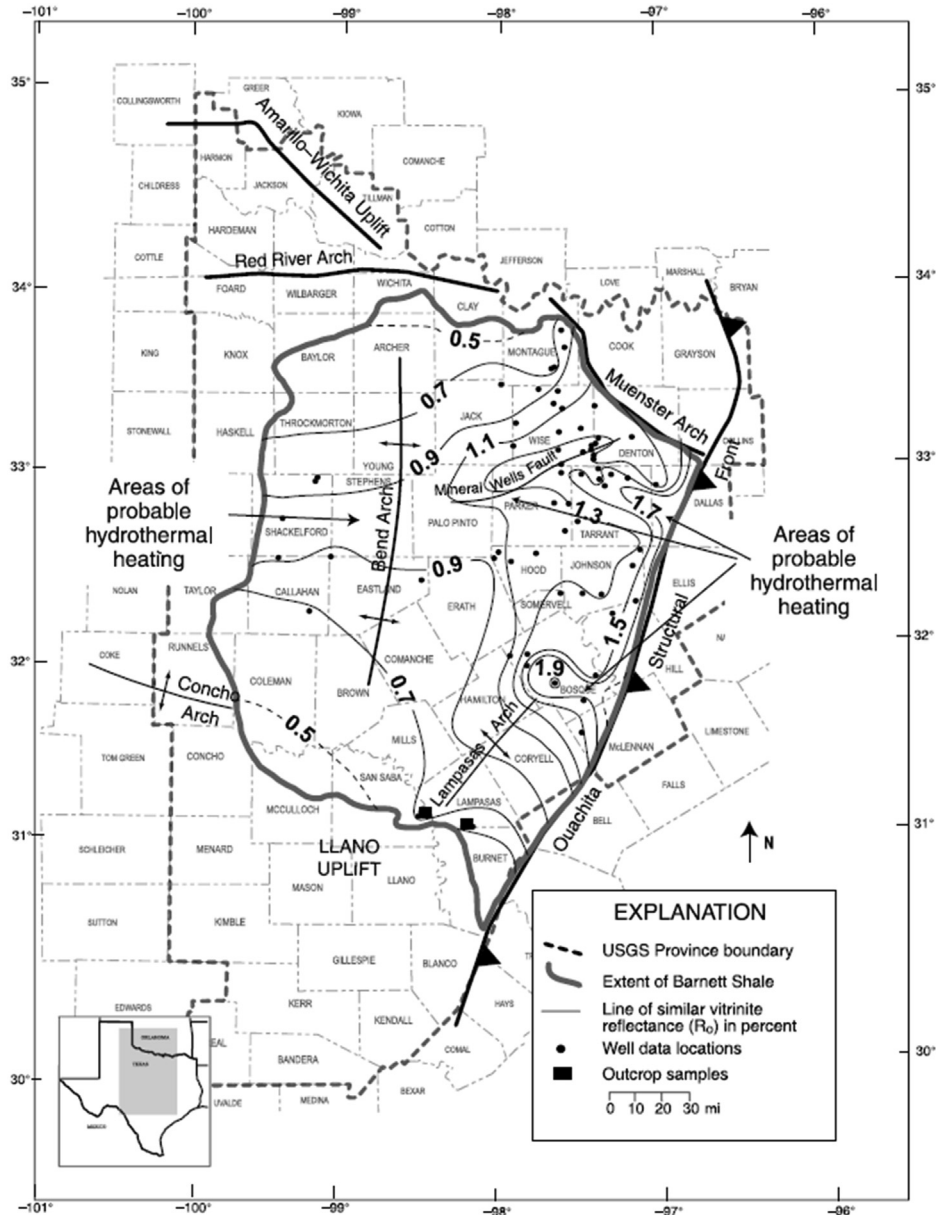 -101°
-100°
-99°
-98°
-97°
-96°
35°
35°
GREER
COLLINGSWORTH
KIOWA
Amarillo–Wichita Uplift
HARMON
COMANCHE
CHILDRESS
JACKSON
TILLMAN
HARDEMAN
COTTON
COTTLE
Red River Arch
JEFFERSON
MARSHALL
34°
34°
FOARD
WILBARGER
WICHITA
LOVE
BRYAN
CLAY
0.5
KING
KNOX
BAYLOR
ARCHER
MONTAGUE
COOK
GRAYSON
0.7
Muenster Arch
STONEWALL
HASKELL
THROCKMORTON
JACK
1.1
WISE
DENTON
33°
33°
YOUNG
0.9
STEPHENS
Mineral Wells Fault
Front
DALLAS
Areas of
probable
hydrothermal
heating
PARKER
1.3
1.7
SHACKELFORD
Bend Arch
PALO PINTO
TARRANT
Areas of
probable
hydrothermal
heating
0.9
HOOD
JOHNSON
ELLIS
NOLAN
TAYLOR
CALLAHAN
EASTLAND
ERATH
SOMERVELL
1.5
Structural
32°
32°
COKE
RUNNELS
COMANCHE
1.9
HILL
Concho
Arch
COLEMAN
BROWN
0.7
BOSQUE
HAMILTON
0.5
Lampasas Arch
LIMESTONE
TOM GREEN
CONCHO
MILLS
CORYELL
McLENNAN
SAN SABA
FALLS
McCULLOCH
LAMPASAS
BELL
31°
31°
Ouachita
SCHLEICHER
MENARD
LLANO
UPLIFT
BURNET
N
MASON
LLANO
SUTTON
KIMBLE
GILLESPIE
BLANCO
EDWARDS
KERR
HAYS
KENDALL
COMAL
BANDERA
30°
30°
UVALDE
MEDINA
BEXAR
OKLAHOMA
TEXAS
MEXICO
EXPLANATION
USGS Province boundary
Extent of Barnett Shale
Line of similar vitrinite
reflectance (Ro) in percent
Well data locations
Outcrop samples
0 10 20 30 mi
-101°
-100°
-99°
-98°
-97°
-96°